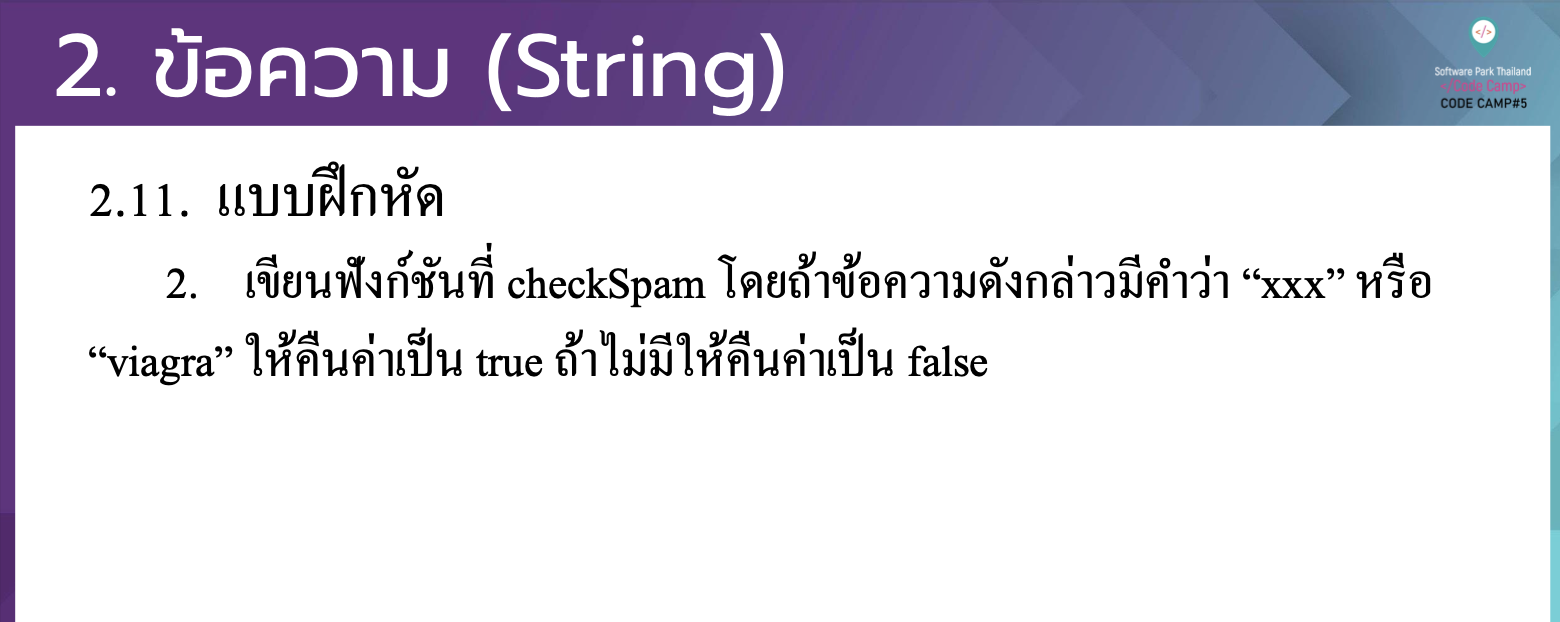 2. ข้อความ (String)
</>
Software Park Thailand
</Code Camp>
CODE CAMP#5
2.11. แบบฝึกหัด
2. เขียนฟังก์ชันที่ checkSpam โดยถ้าข้อความดังกล่าวมีคำว่า “xxx” หรือ
“viagra” ให้คืนค่าเป็น true ถ้าไม่มีให้คืนค่าเป็น false